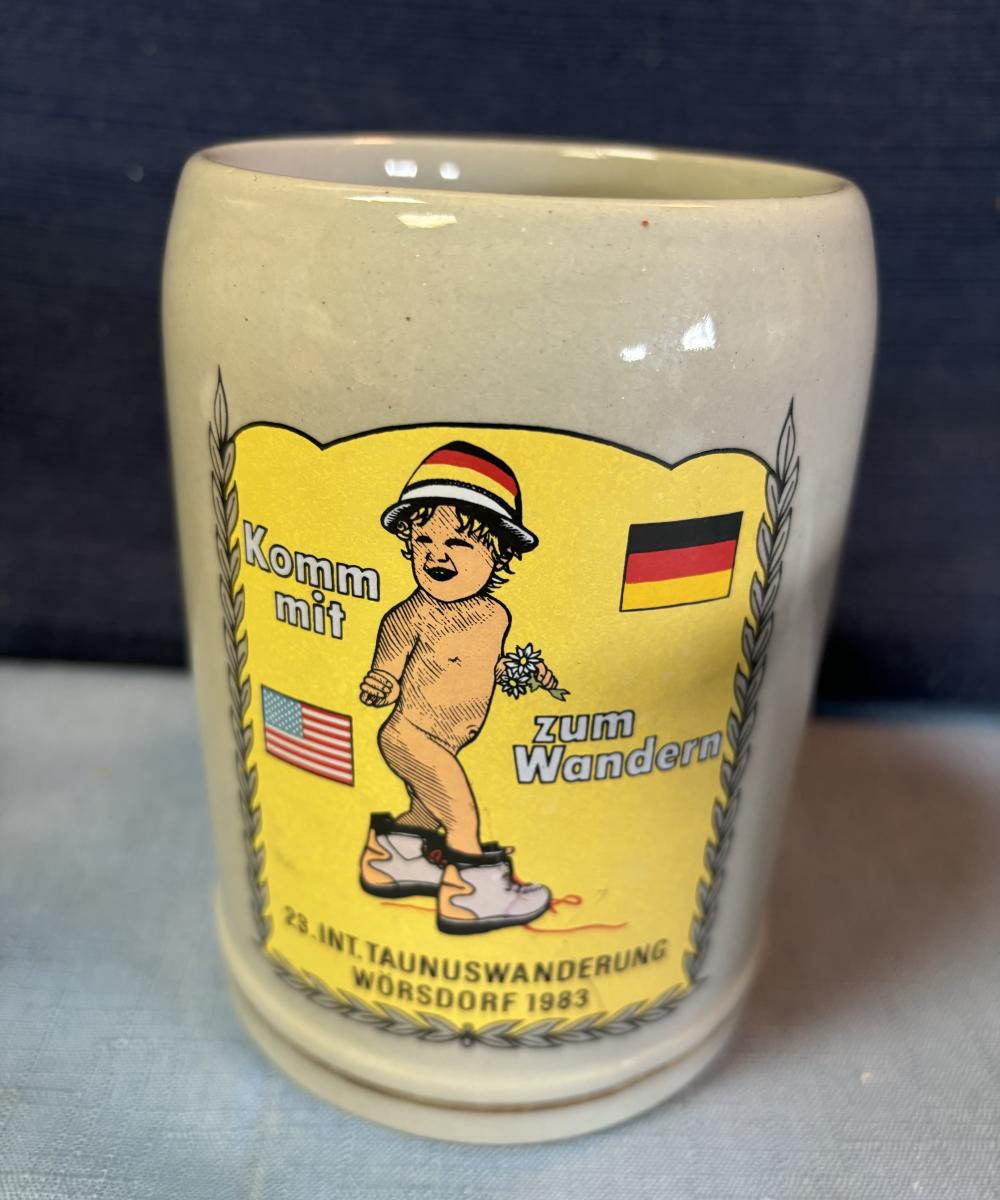 Komm
mit
zum
Wandern
23. INT. TAUNUSWANDERUNG
WÖRSDORF 1983